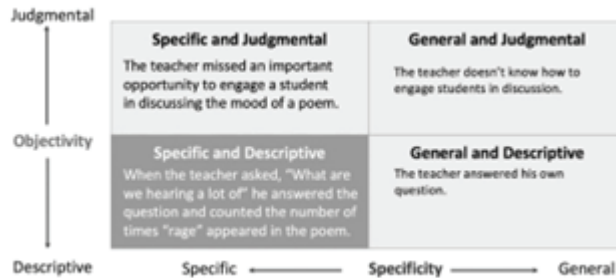 Judgmental
Specific and Judgmental
The teacher missed an important
opportunity to engage a student
in discussing the mood of a poem.
General and Judgmental
The teacher doesn't know how to
engage students in discussion.
Objectivity
Specific and Descriptive
When the teacher asked, "What are
we hearing a lot of" he answered the
question and counted the number of
times "rage" appeared in the poem.
General and Descriptive
The teacher answered his own
question.
Descriptive
Specific
Specificity
General